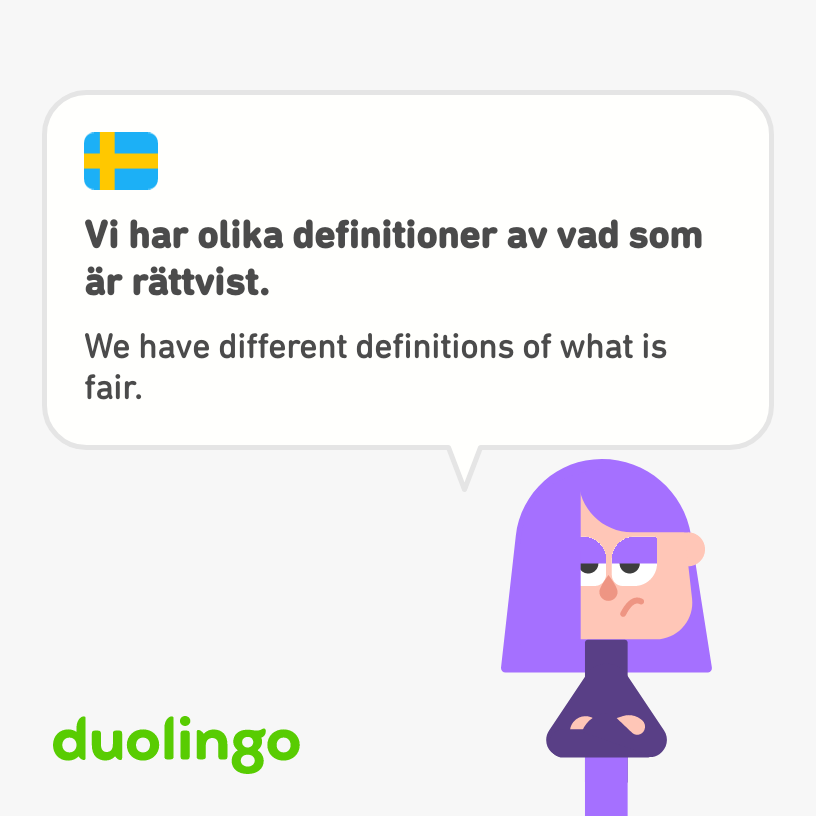 Vi har olika definitioner av vad som
är rättvist.
We have different definitions of what is
fair.
duolingo